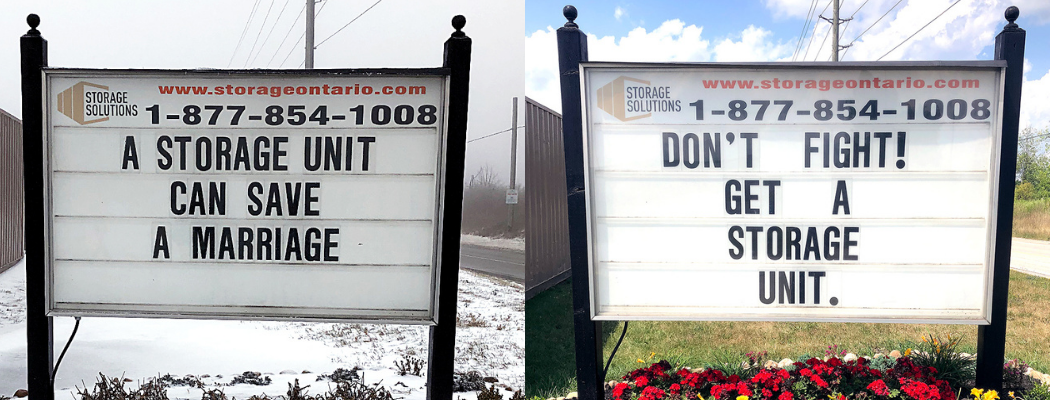 STORAGE
SOLUTIONS
www.storageontario.com
1-877-854-1008
A STORAGE UNIT
CAN SAVE
A MARRIAGE
STORAGE
SOLUTIONS
www.storageontario.com
1-877-854-1008
DON'T FIGHT!
GET A
STORAGE
UNIT.